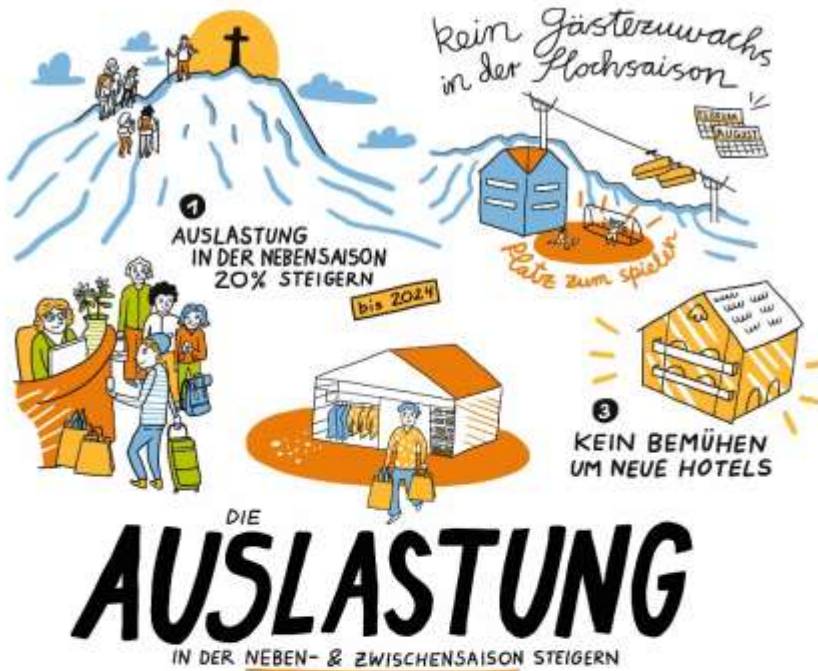 kein Gästezuwachs
in der Hochsaison
FEBRUAR
AUGUST
1
AUSLASTUNG
IN DER NEBENSAISON
20% STEIGERN
Platz zum spielen
bis 2024
3
KEIN BEMÜHEN
UM NEUE HOTELS
DIE
AUSLASTUNG
IN DER NEBEN- & ZWISCHENSAISON STEIGERN